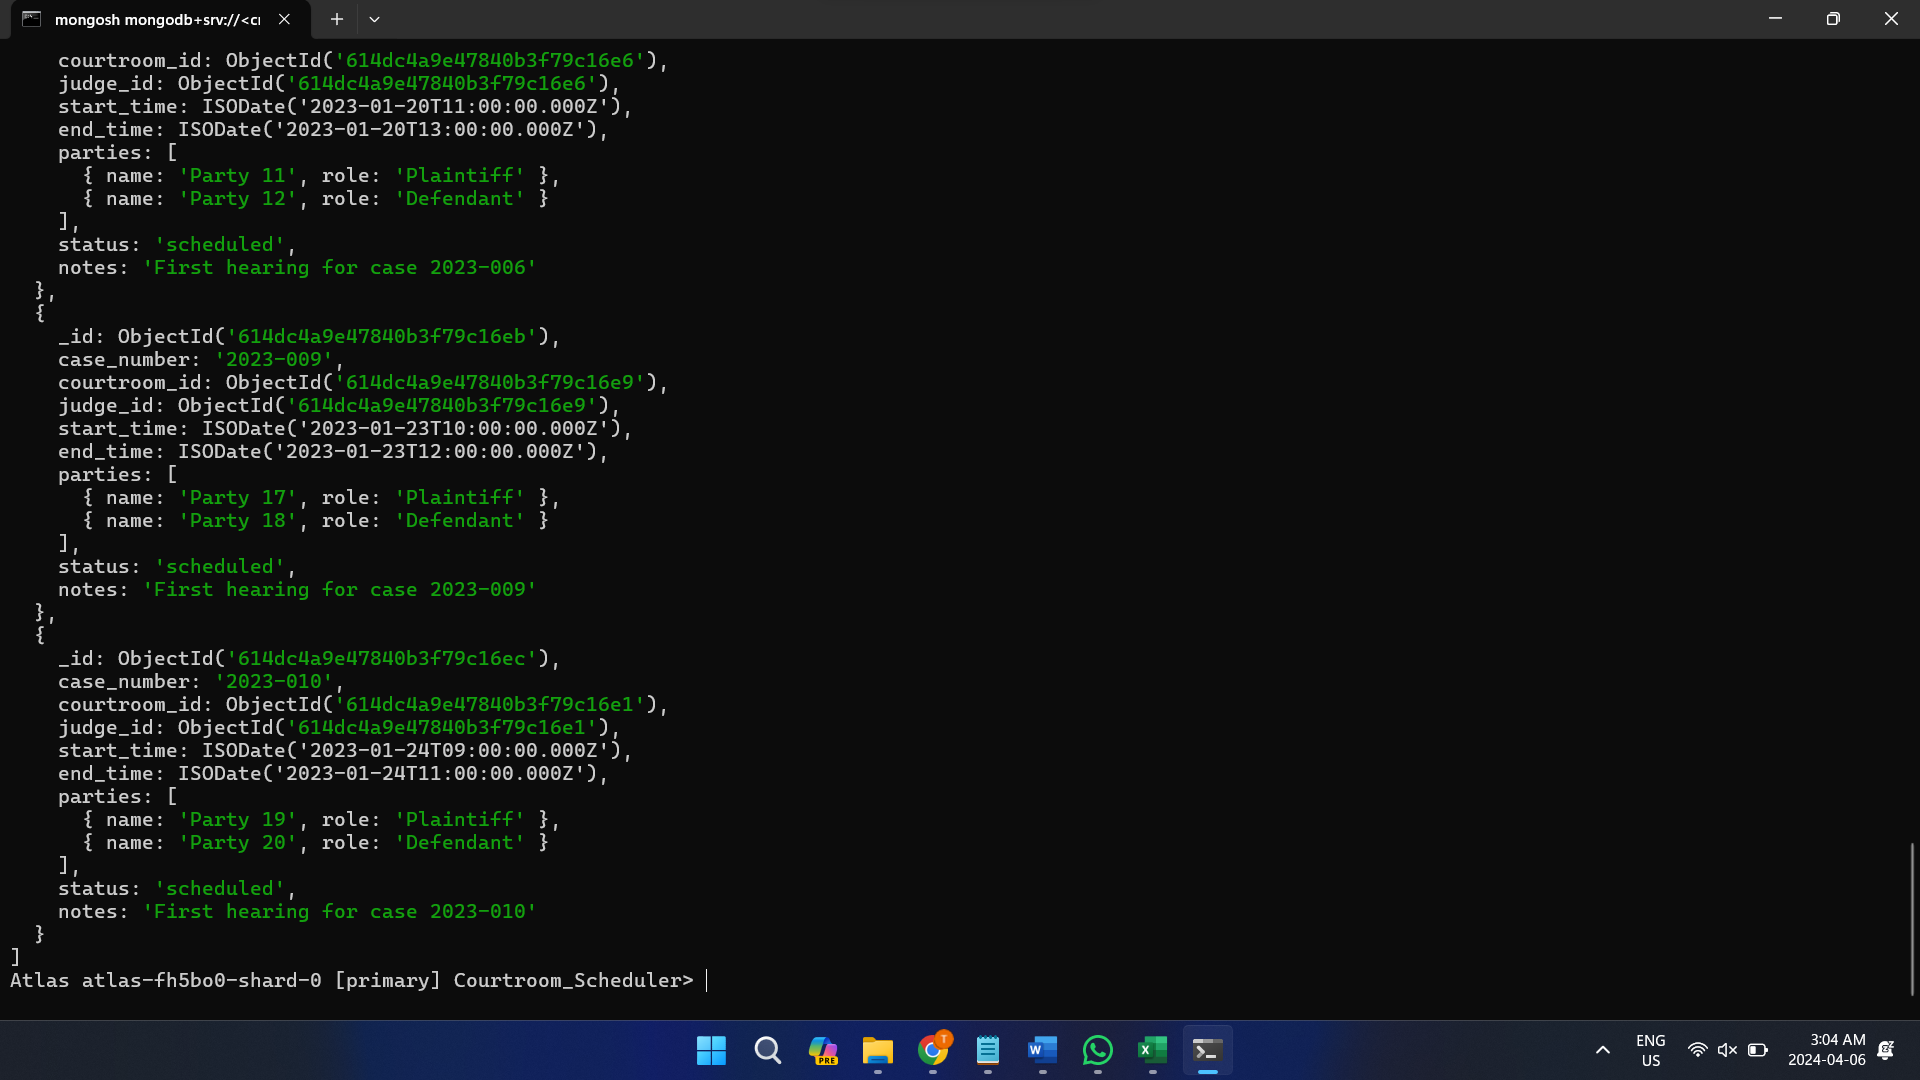 mongosh mongodb+srv://<cr
courtroom_id: ObjectId('614dc4a9e47840b3f79c16e6'),
judge_id: ObjectId('614dc4a9e47840b3f79c16e6'),
start_time: ISODate('2023-01-20T11:00:00.000Z'),
end_time: ISODate('2023-01-20T13:00:00.000Z'),
parties: [
{ name: 'Party 11', role: 'Plaintiff' },
{ name: 'Party 12', role: 'Defendant' }
],
status: 'scheduled',
notes: 'First hearing for case 2023-006'
},
{
_id: ObjectId('614dc4a9e47840b3f79c16eb'),
case_number: '2023-009',
courtroom_id: ObjectId('614dc4a9e47840b3f79c16e9'),
judge_id: ObjectId('614dc4a9e47840b3f79c16e9'),
start_time: ISODate('2023-01-23T10:00:00.000Z'),
end_time: ISODate('2023-01-23T12:00:00.000Z'),
parties: [
{ name: 'Party 17', role: 'Plaintiff' },
{ name: 'Party 18', role: 'Defendant' }
],
status: 'scheduled',
notes: 'First hearing for case 2023-009'
},
{
_id: ObjectId('614dc4a9e47840b3f79c16ec'),
case_number: '2023-010',
courtroom_id: ObjectId('614dc4a9e47840b3f79c16e1'),
judge_id: ObjectId('614dc4a9e47840b3f79c16e1'),
start_time: ISODate('2023-01-24T09:00:00.000Z'),
end_time: ISODate('2023-01-24T11:00:00.000Z'),
parties: [
{ name: 'Party 19', role: 'Plaintiff' },
{ name: 'Party 20', role: 'Defendant' }
],
status: 'scheduled',
notes: 'First hearing for case 2023-010'
}
]
Atlas atlas-fh5bo0-shard-0 [primary] Courtroom_Scheduler>
PRE
T
W
X
ENG
US
3:04 AM
2024-04-06